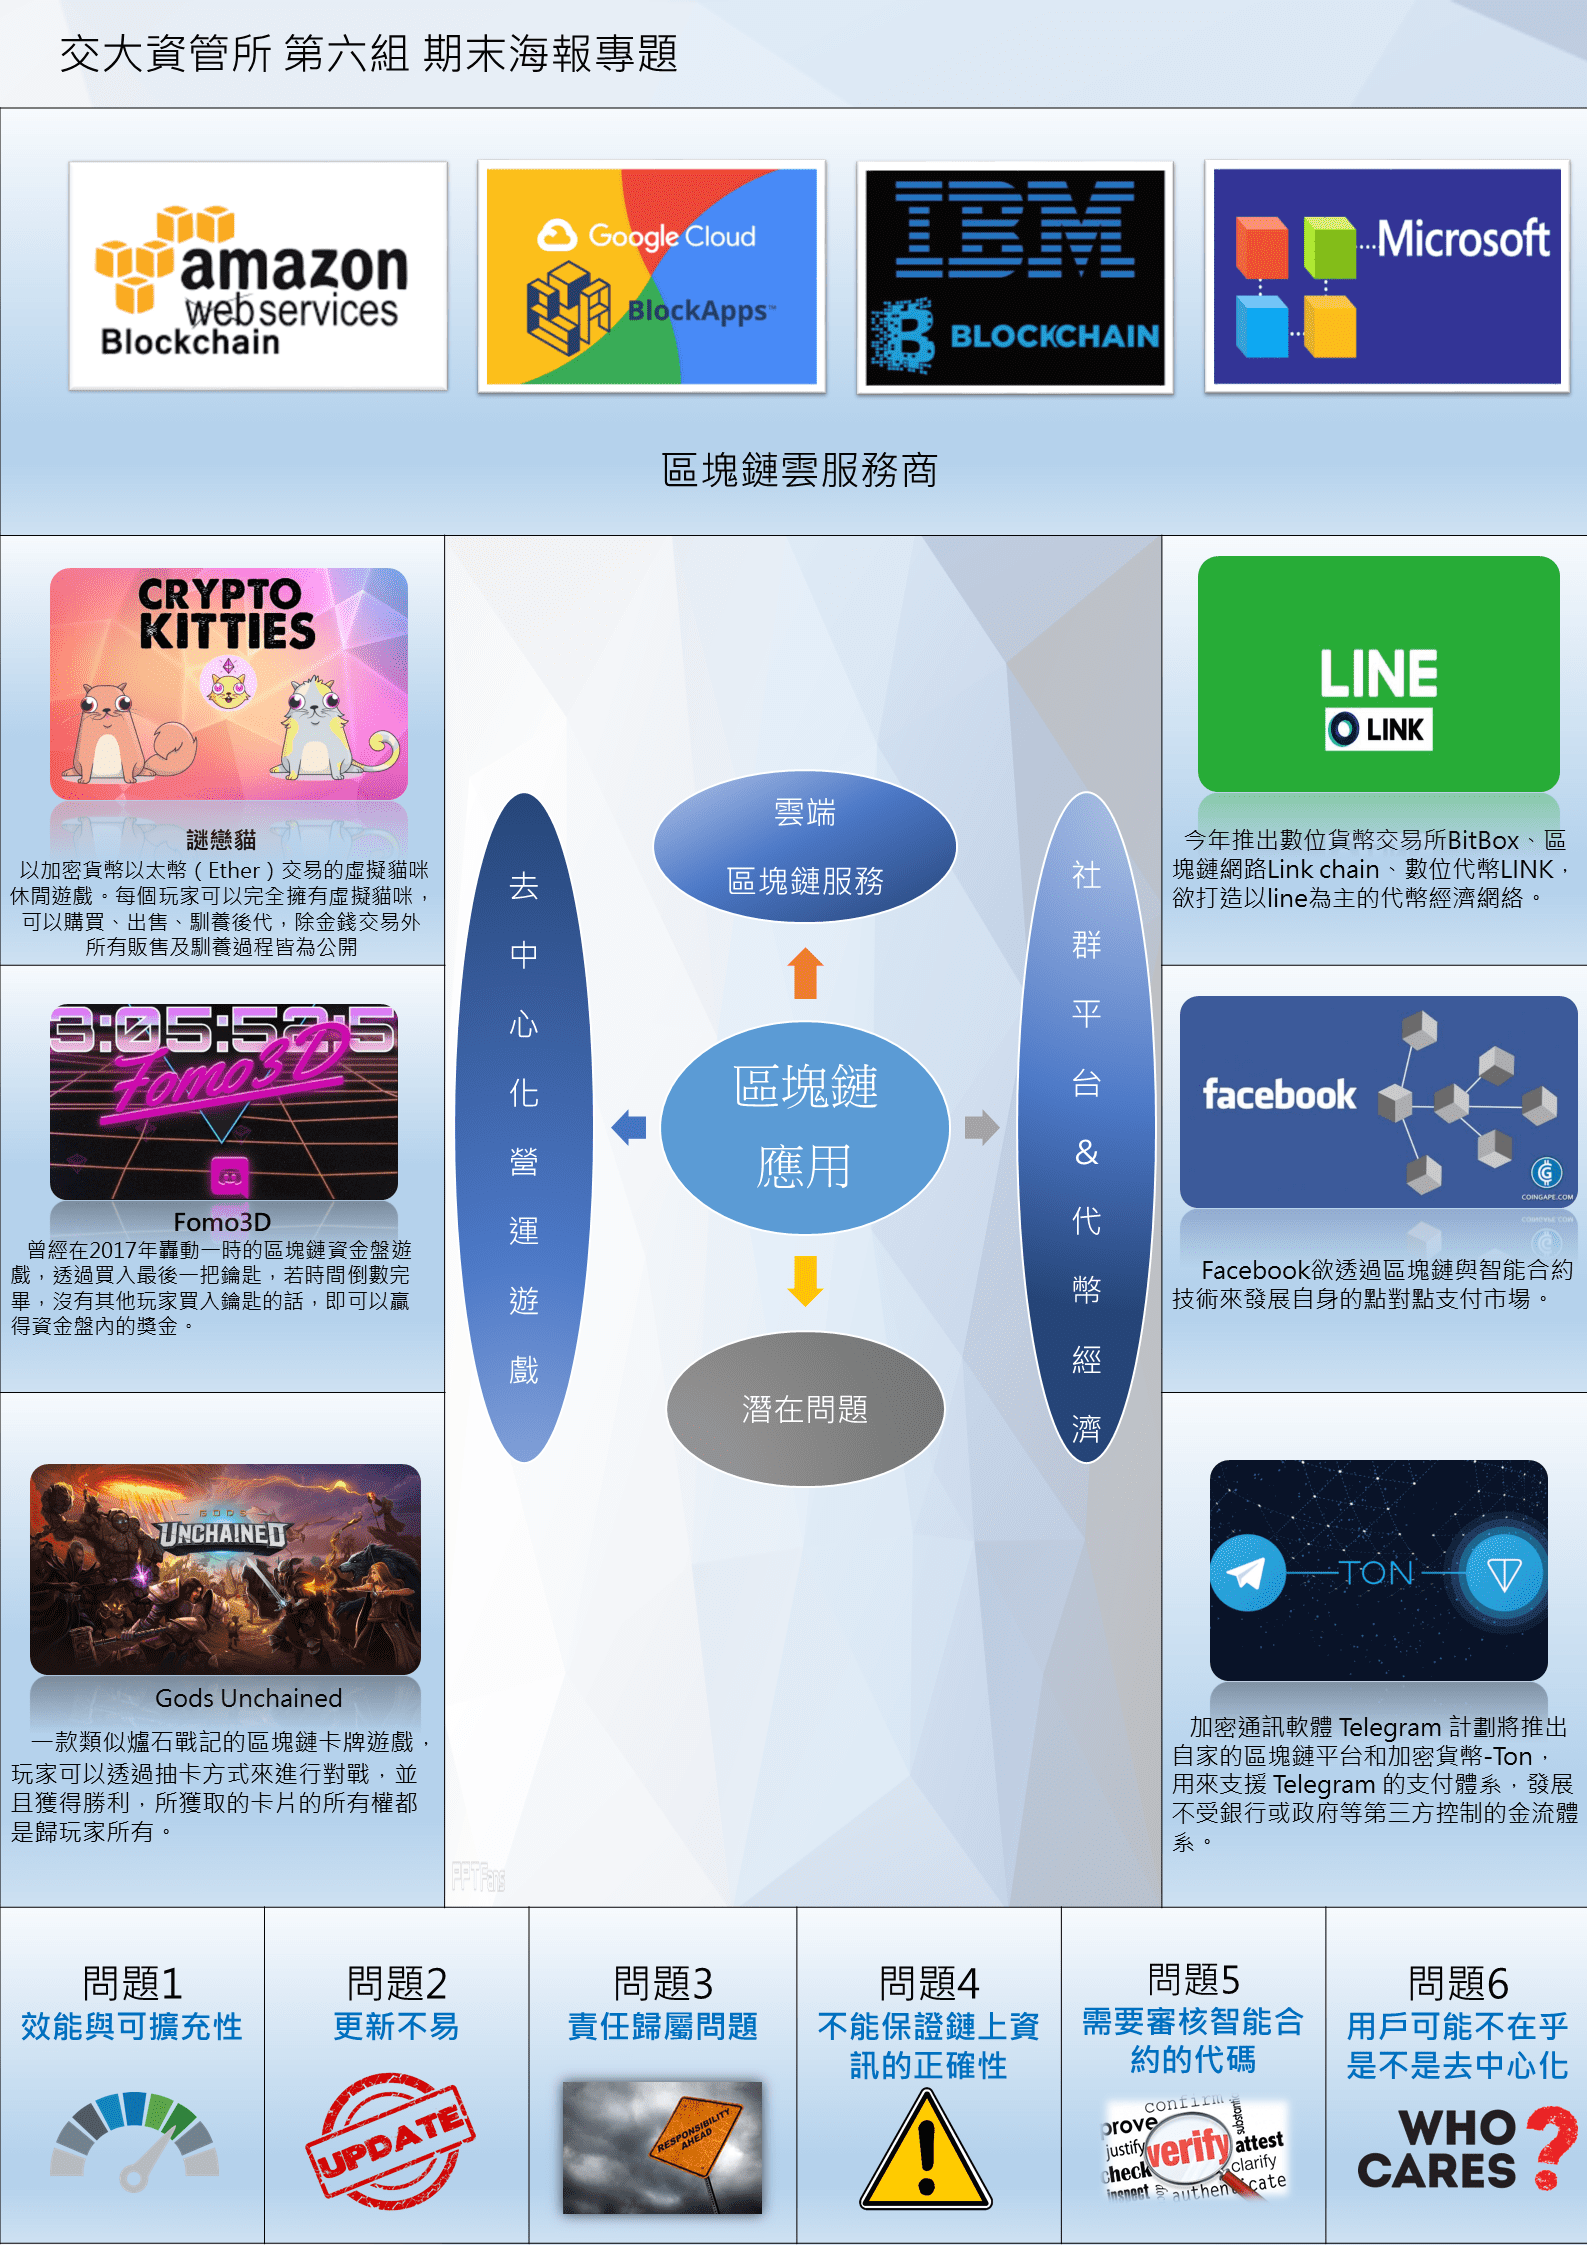 交大資管所 第六組 期末海報專題
amazon
web services
Blockchain
Google Cloud
BlockApps™
IBM
BLOCKCHAIN
Microsoft
區塊鏈雲服務商
CRYPTO
KITTIES
謎戀貓
以加密貨幣以太幣（Ether）交易的虛擬貓咪
休閒遊戲。每個玩家可以完全擁有虛擬貓咪，
可以購買、出售、馴養後代，除金錢交易外
所有販售及馴養過程皆為公開
3:05:52:5
Fomo3D
Fomo3D
曾經在2017年轟動一時的區塊鏈資金盤遊
戲，透過買入最後一把鑰匙，若時間倒數完
畢，沒有其他玩家買入鑰匙的話，即可以贏
得資金盤內的獎金。
GODS
UNCHAINED
Gods Unchained
一款類似爐石戰記的區塊鏈卡牌遊戲，
玩家可以透過抽卡方式來進行對戰，並
且獲得勝利，所獲取的卡片的所有權都
是歸玩家所有。
去
中
心
化
營
運
遊
戲
雲端
區塊鏈服務
區塊鏈
應用
潛在問題
社
群
平
台
&
代
幣
經
濟
PPTFans
LINE
LINK
今年推出數位貨幣交易所BitBox、區
塊鏈網路Link chain、數位代幣LINK，
欲打造以line為主的代幣經濟網絡。
facebook
COINGAPE.COM
Facebook欲透過區塊鏈與智能合約
技術來發展自身的點對點支付市場。
TON
加密通訊軟體 Telegram 計劃將推出
自家的區塊鏈平台和加密貨幣-Ton，
用來支援 Telegram 的支付體系，發展
不受銀行或政府等第三方控制的金流體
系。
問題1
效能與可擴充性
問題2
更新不易
UPDATE
問題3
責任歸屬問題
RESPONSIBILITY
AHEAD
問題4
不能保證鏈上資
訊的正確性
問題5
需要審核智能合
約的代碼
confirm
prove
substantiate
justify
verify
attest
check
clarify
inspect
authenticate
問題6
用戶可能不在乎
是不是去中心化
WHO
CARES
?